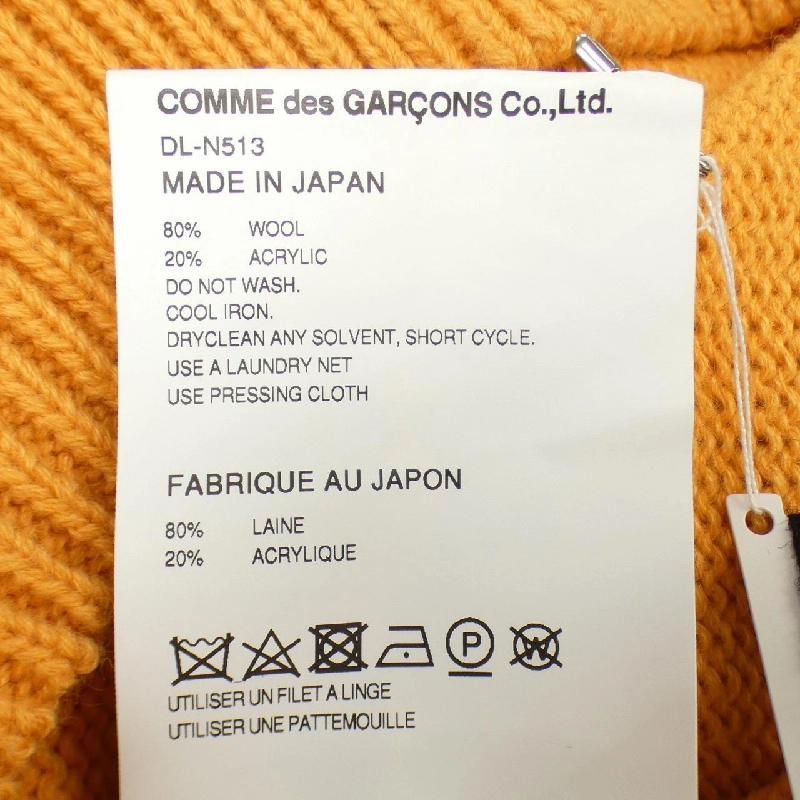 COMME des GARÇONS Co.,Ltd.
DL-N513
MADE IN JAPAN
80% WOOL
20% ACRYLIC
DO NOT WASH.
COOL IRON.
DRYCLEAN ANY SOLVENT, SHORT CYCLE.
USE A LAUNDRY NET
USE PRESSING CLOTH
FABRIQUE AU JAPON
80% LAINE
20% ACRYLIQUE
P W
UTILISER UN FILET A LINGE
UTILISER UNE PATTEMOUILLE